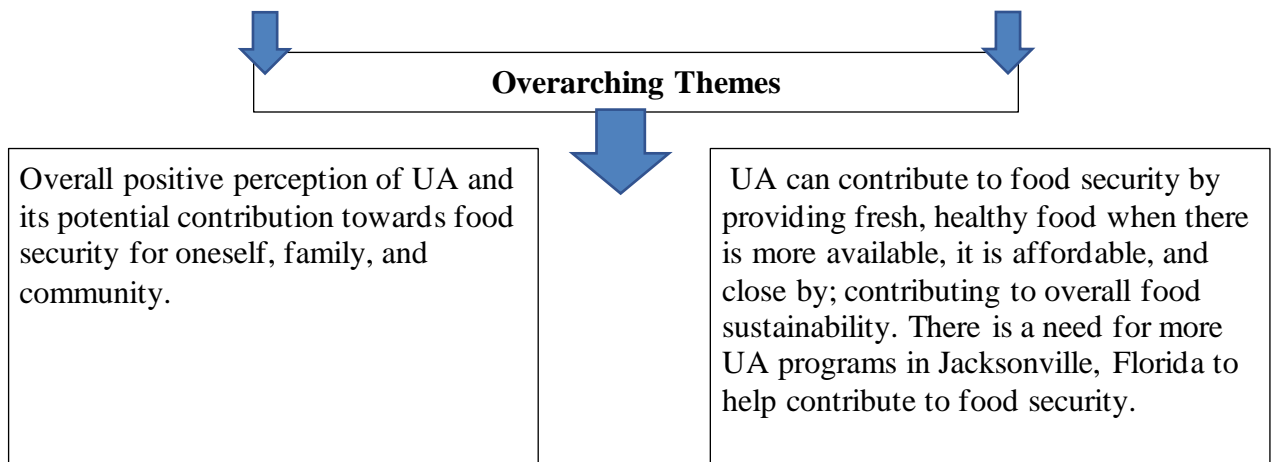 Overarching Themes
Overall positive perception of UA and
its potential contribution towards food
security for oneself, family, and
community.
UA can contribute to food security by
providing fresh, healthy food when there
is more available, it is affordable, and
close by; contributing to overall food
sustainability. There is a need for more
UA programs in Jacksonville, Florida to
help contribute to food security.